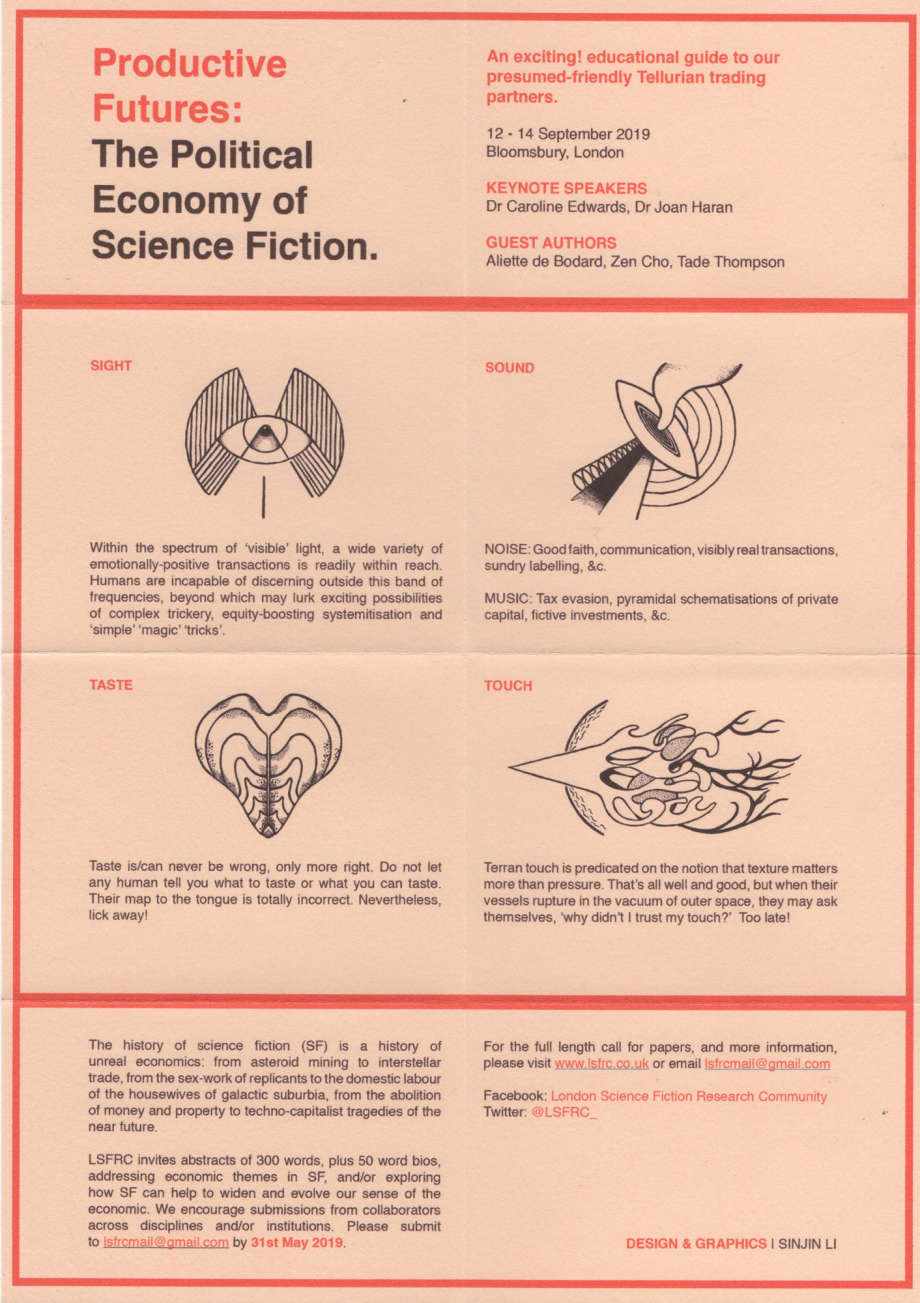 Productive
Futures:
The Political
Economy of
Science Fiction.
An exciting! educational guide to our
presumed-friendly Tellurian trading
partners.
12 - 14 September 2019
Bloomsbury, London
KEYNOTE SPEAKERS
Dr Caroline Edwards, Dr Joan Haran
GUEST AUTHORS
Aliette de Bodard, Zen Cho, Tade Thompson
SIGHT
Within the spectrum of ‘visible’ light, a wide variety of
emotionally-positive transactions is readily within reach.
Humans are incapable of discerning outside this band of
frequencies, beyond which may lurk exciting possibilities
of complex trickery, equity-boosting systemitisation and
‘simple’ ‘magic’ ‘tricks’.
SOUND
NOISE: Good faith, communication, visibly real transactions,
sundry labelling, &c.
MUSIC: Tax evasion, pyramidal schematisations of private
capital, fictive investments, &c.
TASTE
Taste is/can never be wrong, only more right. Do not let
any human tell you what to taste or what you can taste.
Their map to the tongue is totally incorrect. Nevertheless,
lick away!
TOUCH
Terran touch is predicated on the notion that texture matters
more than pressure. That’s all well and good, but when their
vessels rupture in the vacuum of outer space, they may ask
themselves, ‘why didn’t I trust my touch?’ Too late!
The history of science fiction (SF) is a history of
unreal economics: from asteroid mining to interstellar
trade, from the sex-work of replicants to the domestic labour
of the housewives of galactic suburbia, from the abolition
of money and property to techno-capitalist tragedies of the
near future.
LSFRC invites abstracts of 300 words, plus 50 word bios,
addressing economic themes in SF, and/or exploring
how SF can help to widen and evolve our sense of the
economic. We encourage submissions from collaborators
across disciplines and/or institutions. Please submit
to lsfrcmail@gmail.com by 31st May 2019.
For the full length call for papers, and more information,
please visit www.lsfrc.co.uk or email lsfrcmail@gmail.com
Facebook: London Science Fiction Research Community
Twitter: @LSFRC_
DESIGN & GRAPHICS | SINJIN LI